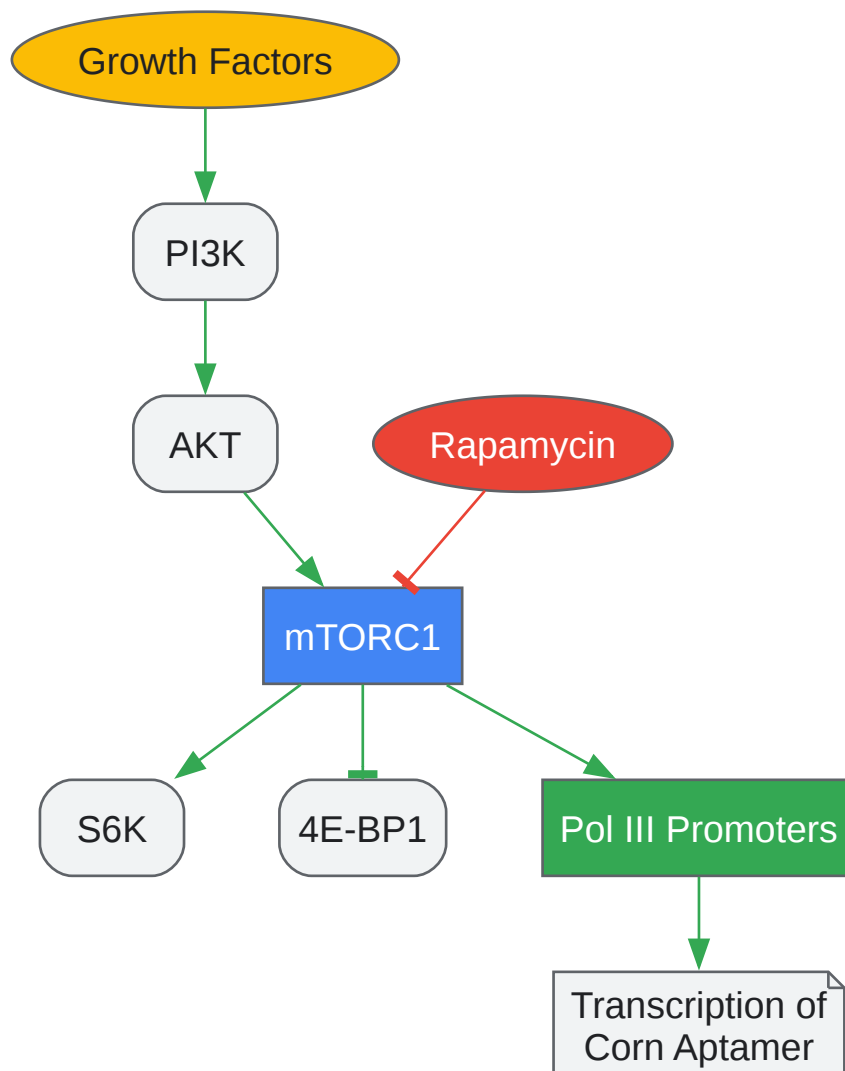 Growth Factors
PI3K
AKT
Rapamycin
mTORC1
S6K
4E-BP1
Pol III Promoters
Transcription of
Corn Aptamer